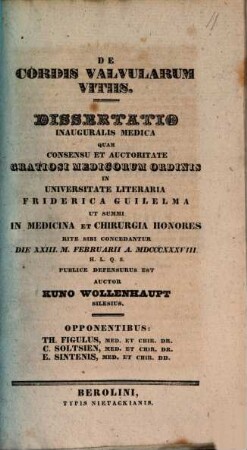 DE
CORDIS VALVULARUM
VITIIS.
DISSERTATIO
INAUGURALIS MEDICA
QUAM
CONSENSU ET AUCTORITATE
GRATIOSI MEDICORUM ORDINIS
IN
UNIVERSITATE LITERARIA
FRIDERICA GUILELMA
UT SUMMI
IN MEDICINA ET CHIRURGIA HONORES
RITE SIBI CONCEDANTUR
DIE XXIII. M. FEBRUARII A. MDCCCXXXVIII
H. L. Q. S.
PUBLICE DEFENSURUS EST
AUCTOR
KUNO WOLLENHAUPT
SILESIUS.
OPPONENTIBUS:
TH. FIGULUS, MED. ET CHIR. DR.
C. SOLTSIEN, MED. ET CHIR. DR.
E. SINTENIS, MED. ET CHIR. DD.
BEROLINI,
TYPIS NIETACKIANIS.